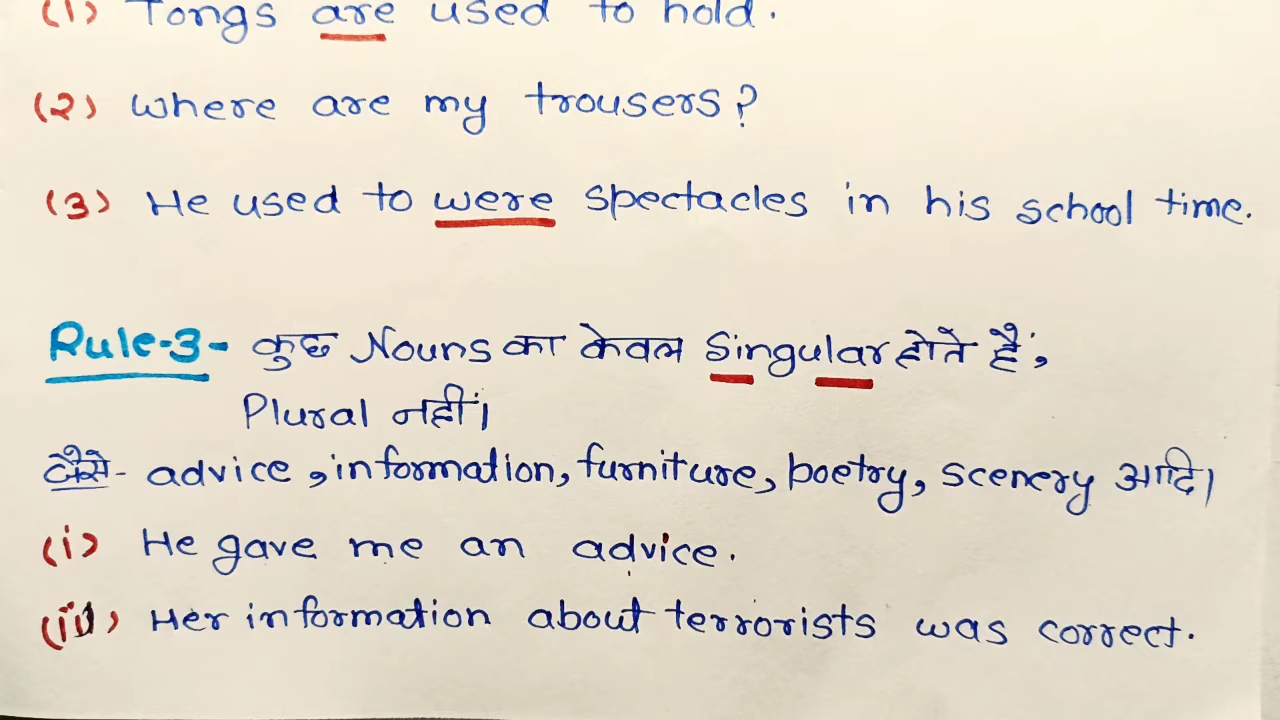 (1) Tongs are used to hold.
(2) Where are my trousers?
(3) He used to were spectacles in his school time.
Rule-3- कुछ Nouns का केवल Singular होते हैं,
Plural नहीं।
जैसे- advice, information, furniture, poetry, scenery आदि।
(i) He gave me an advice.
(ii) Her information about terrorists was correct.